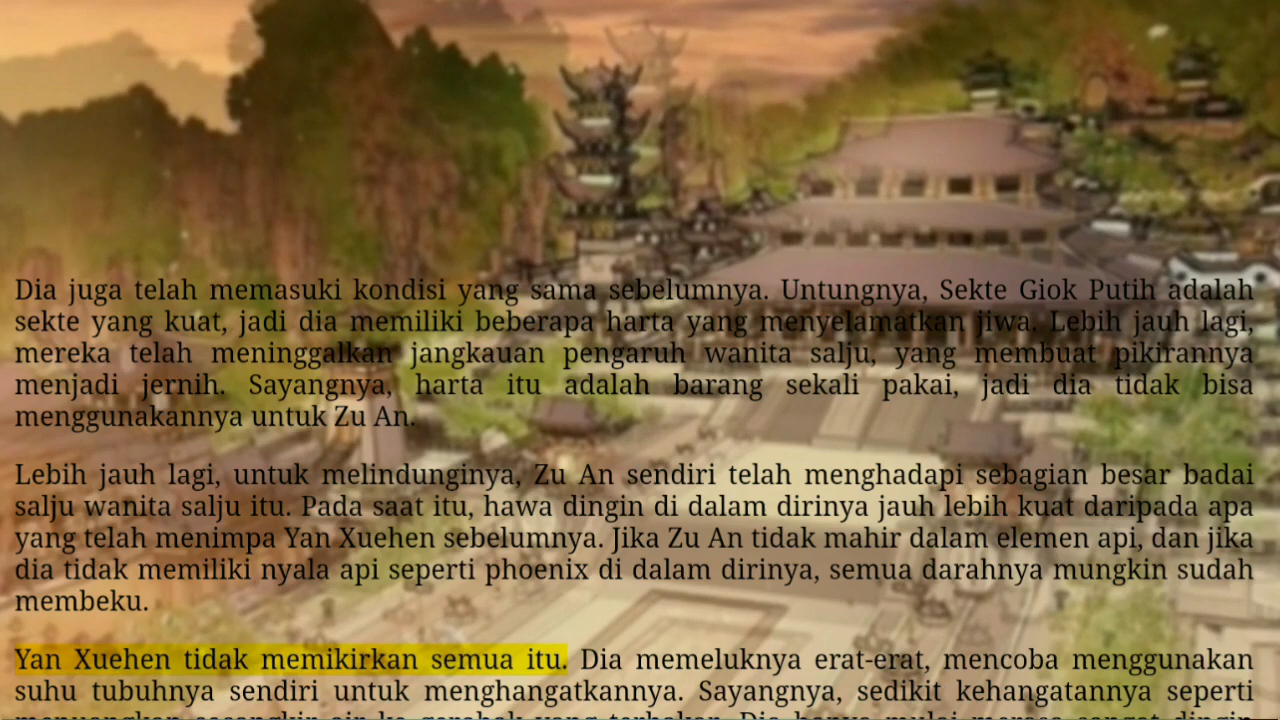 Dia juga telah memasuki kondisi yang sama sebelumnya. Untungnya, Sekte Giok Putih adalah
sekte yang kuat, jadi dia memiliki beberapa harta yang menyelamatkan jiwa. Lebih jauh lagi,
mereka telah meninggalkan jangkauan pengaruh wanita salju, yang membuat pikirannya
menjadi jernih. Sayangnya, harta itu adalah barang sekali pakai, jadi dia tidak bisa
menggunakannya untuk Zu An.
Lebih jauh lagi, untuk melindunginya, Zu An sendiri telah menghadapi sebagian besar badai
salju wanita salju itu. Pada saat itu, hawa dingin di dalam dirinya jauh lebih kuat daripada apa
yang telah menimpa Yan Xuehen sebelumnya. Jika Zu An tidak mahir dalam elemen api, dan jika
dia tidak memiliki nyala api seperti phoenix di dalam dirinya, semua darahnya mungkin sudah
membeku.
Yan Xuehen tidak memikirkan semua itu. Dia memeluknya erat-erat, mencoba menggunakan
suhu tubuhnya sendiri untuk menghangatkannya. Sayangnya, sedikit kehangatannya seperti